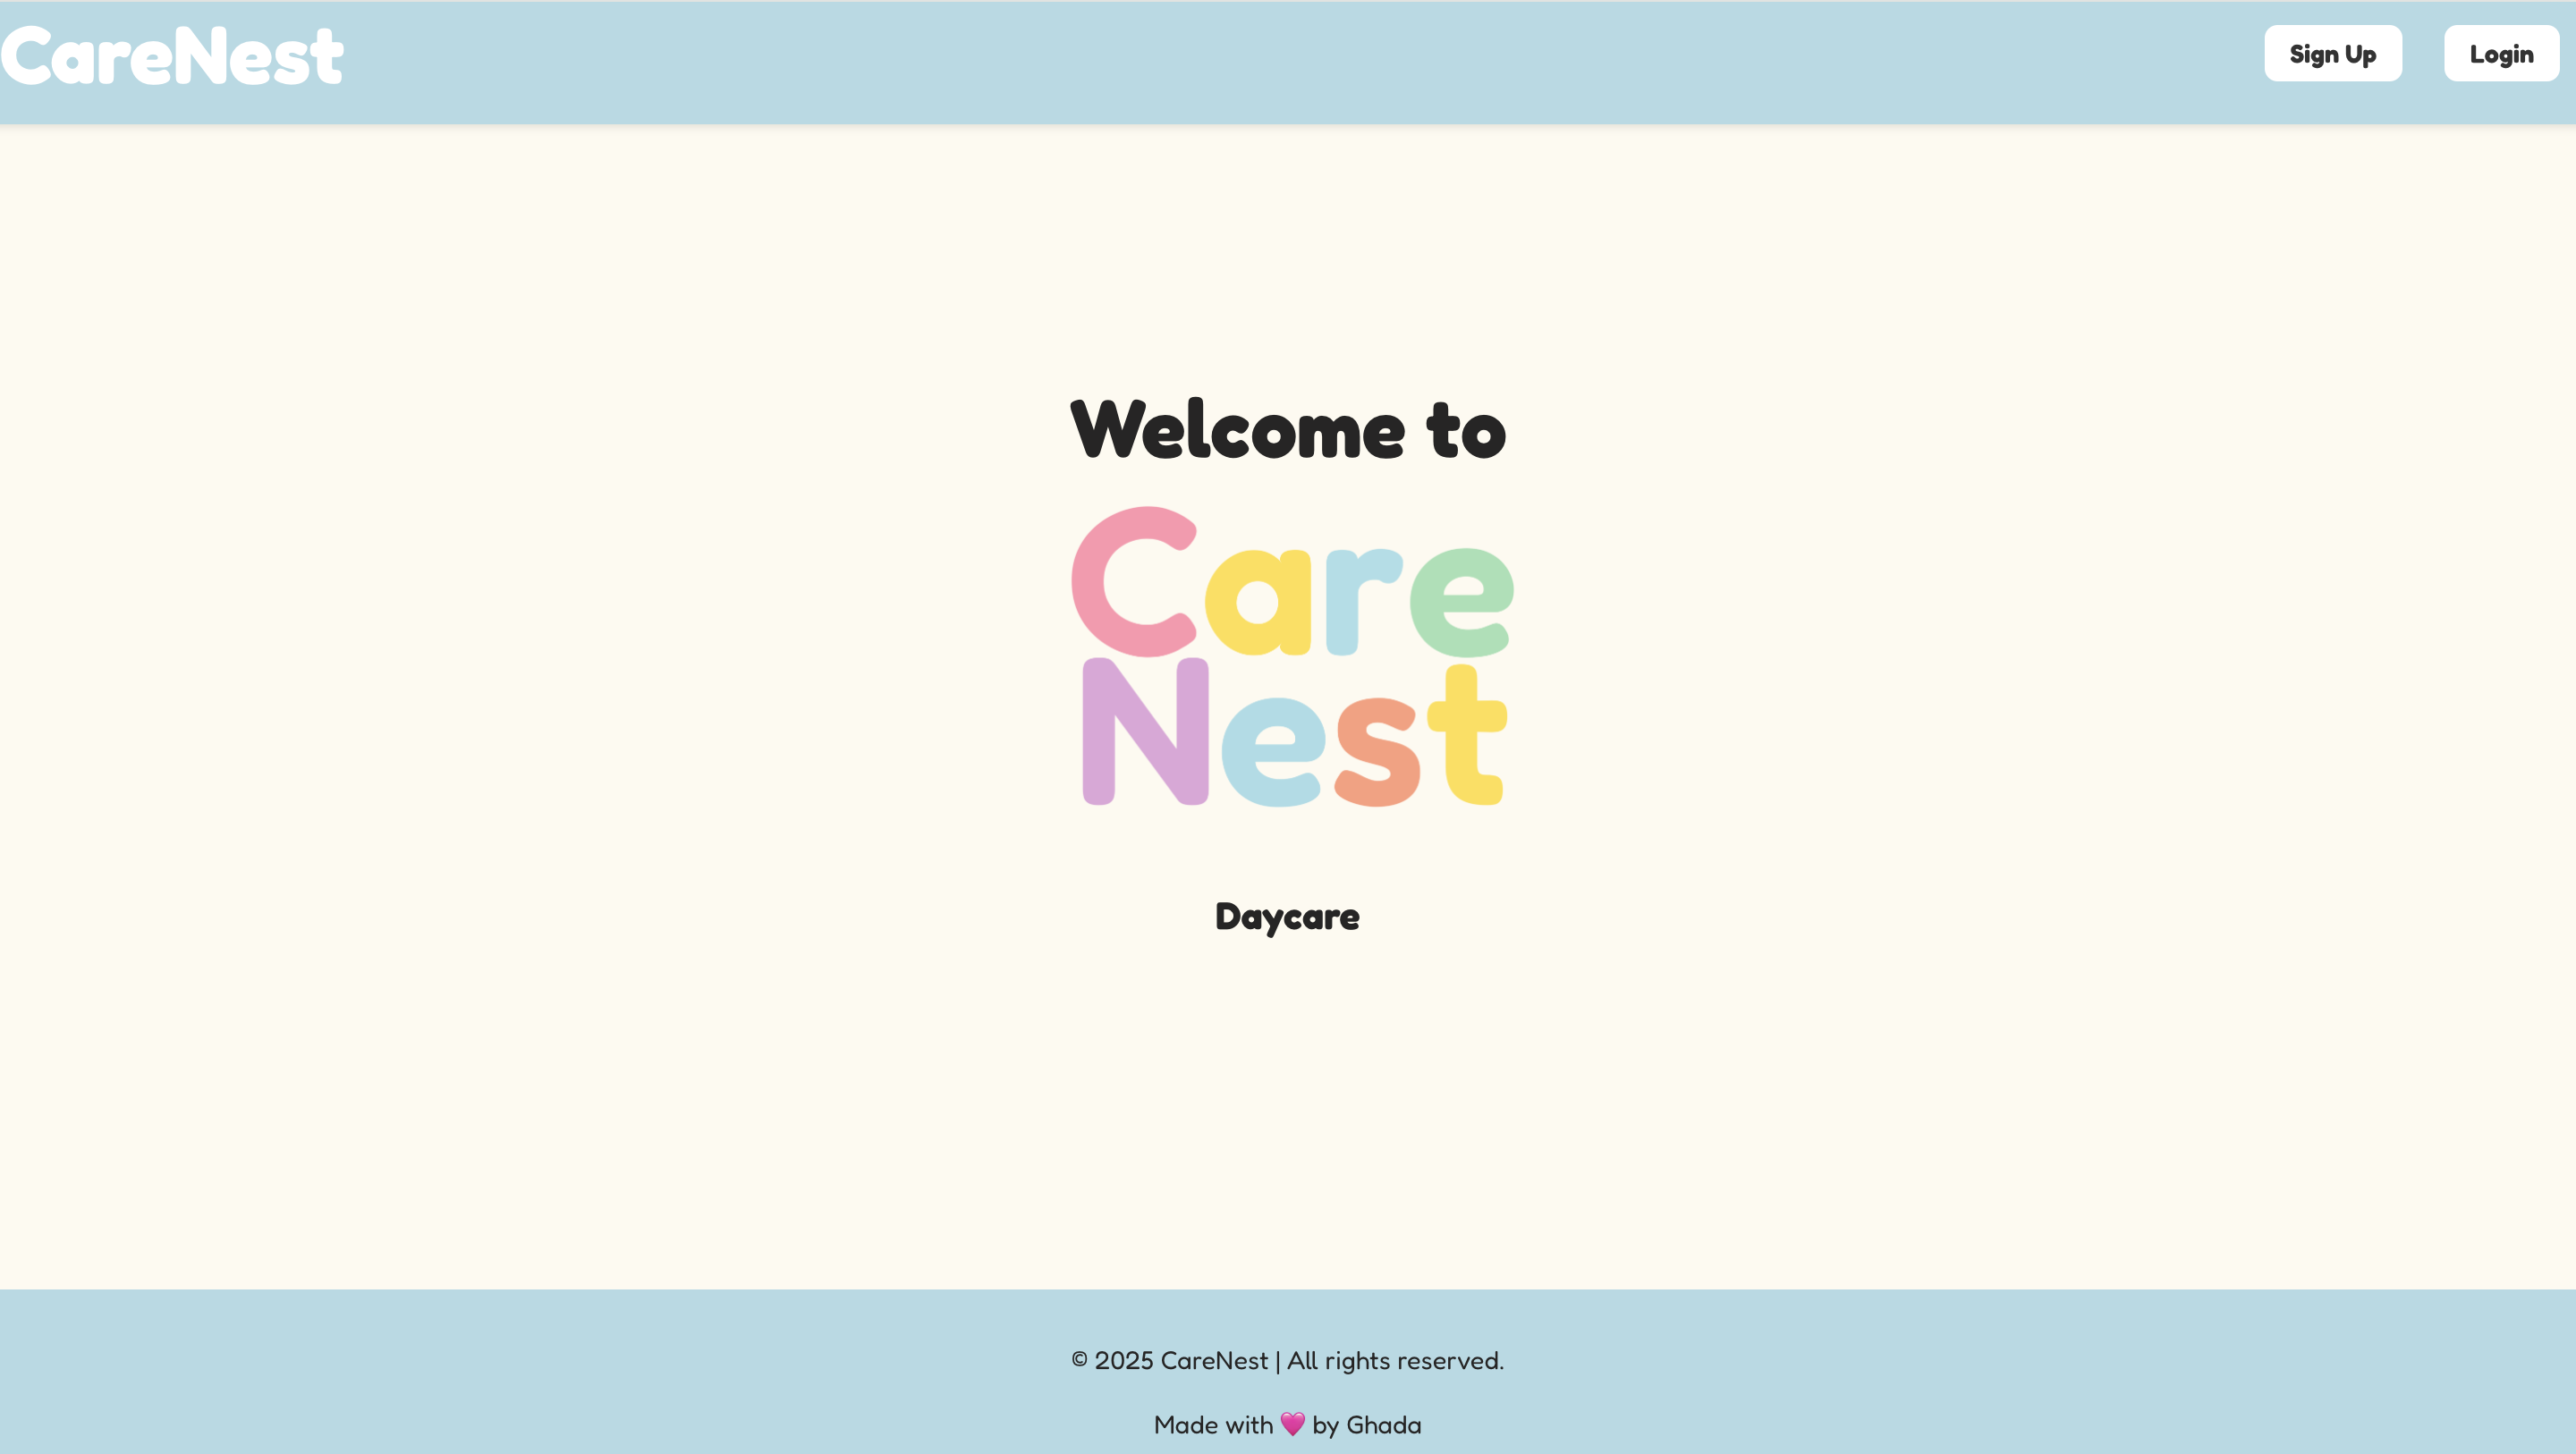 CareNest
Sign Up
Login
Welcome to
Care
Nest
Daycare
© 2025 CareNest | All rights reserved.
Made with 💗 by Ghada